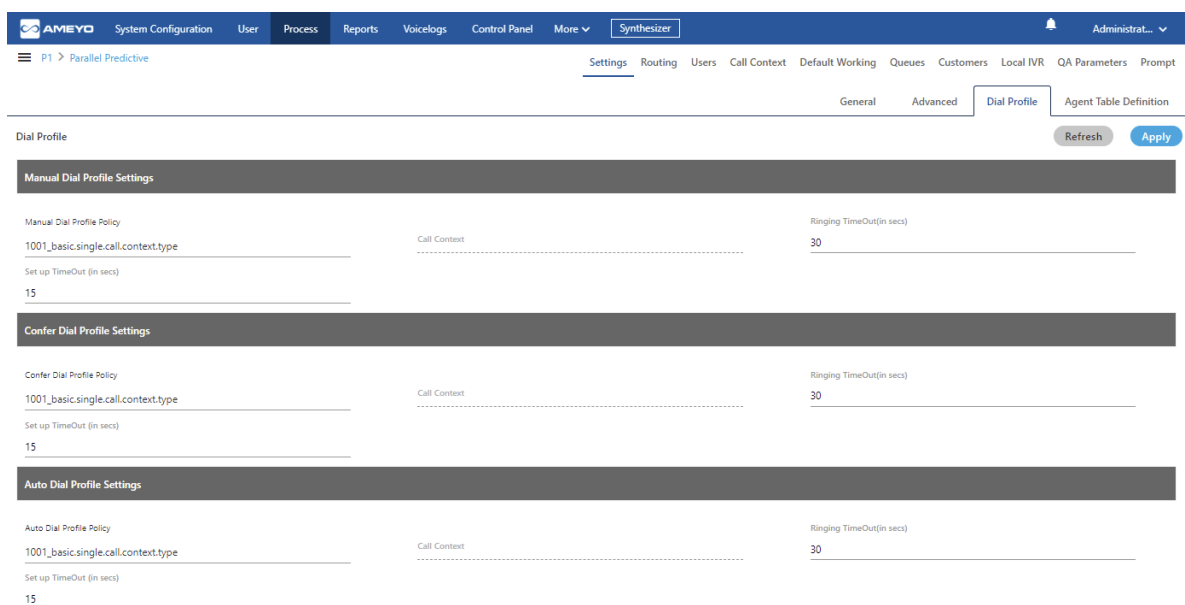 AMEYO System Configuration User Process Reports Voicelogs Control Panel More Synthesizer Administrat...
P1 > Parallel Predictive
Settings Routing Users Call Context Default Working Queues Customers Local IVR QA Parameters Prompt
General Advanced Dial Profile Agent Table Definition
Dial Profile Refresh Apply
Manual Dial Profile Settings
Manual Dial Profile Policy Call Context Ringing TimeOut(in secs)
1001_basic.single.call.context.type 30
Set up TimeOut (in secs)
15
Confer Dial Profile Settings
Confer Dial Profile Policy Call Context Ringing TimeOut(in secs)
1001_basic.single.call.context.type 30
Set up TimeOut (in secs)
15
Auto Dial Profile Settings
Auto Dial Profile Policy Call Context Ringing TimeOut(in secs)
1001_basic.single.call.context.type 30
Set up TimeOut (in secs)
15